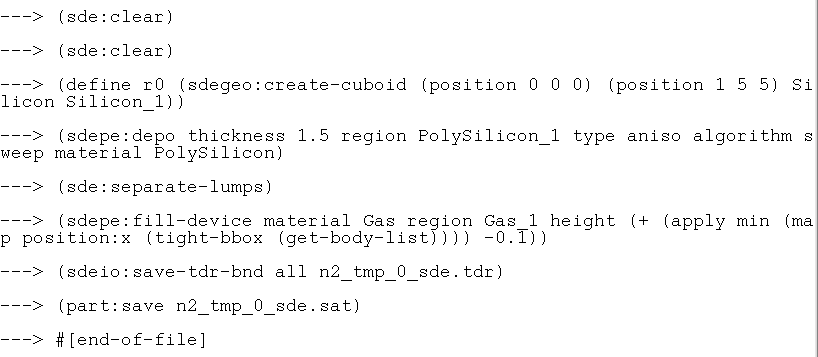 ---> (sde:clear)
---> (sde:clear)
---> (define r0 (sdegeo:create-cuboid (position 0 0 0) (position 1 5 5) Si
licon Silicon_1))
---> (sdepe:depo thickness 1.5 region PolySilicon_1 type aniso algorithm s
weep material PolySilicon)
---> (sde:separate-lumps)
---> (sdepe:fill-device material Gas region Gas_1 height (+ (apply min (ma
p position:x (tight-bbox (get-body-list)))) -0.1))
---> (sdeio:save-tdr-bnd all n2_tmp_0_sde.tdr)
---> (part:save n2_tmp_0_sde.sat)
---> #[end-of-file]